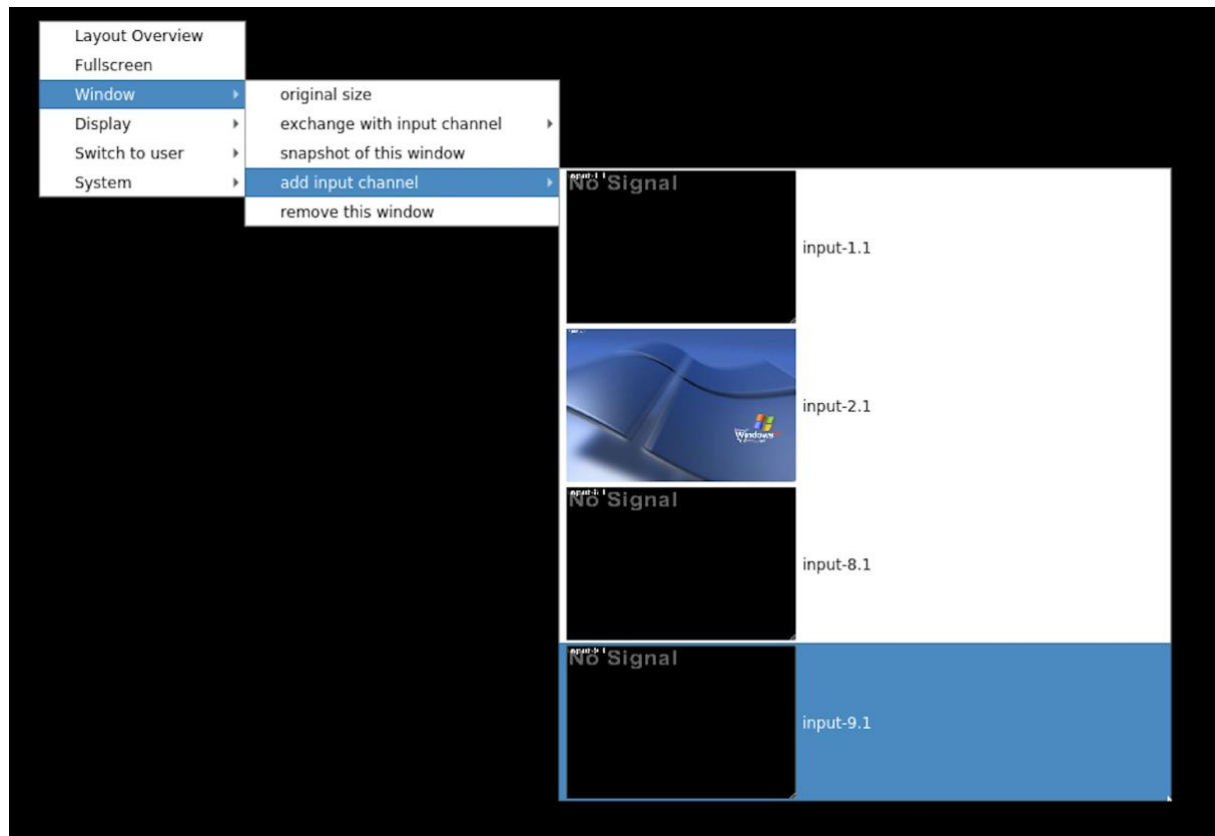 Layout Overview
Fullscreen
Window
Display
Switch to user
System
original size
exchange with input channel
snapshot of this window
add input channel
remove this window
No Signal
input-1.1
Windows
input-2.1
No Signal
input-8.1
No Signal
input-9.1